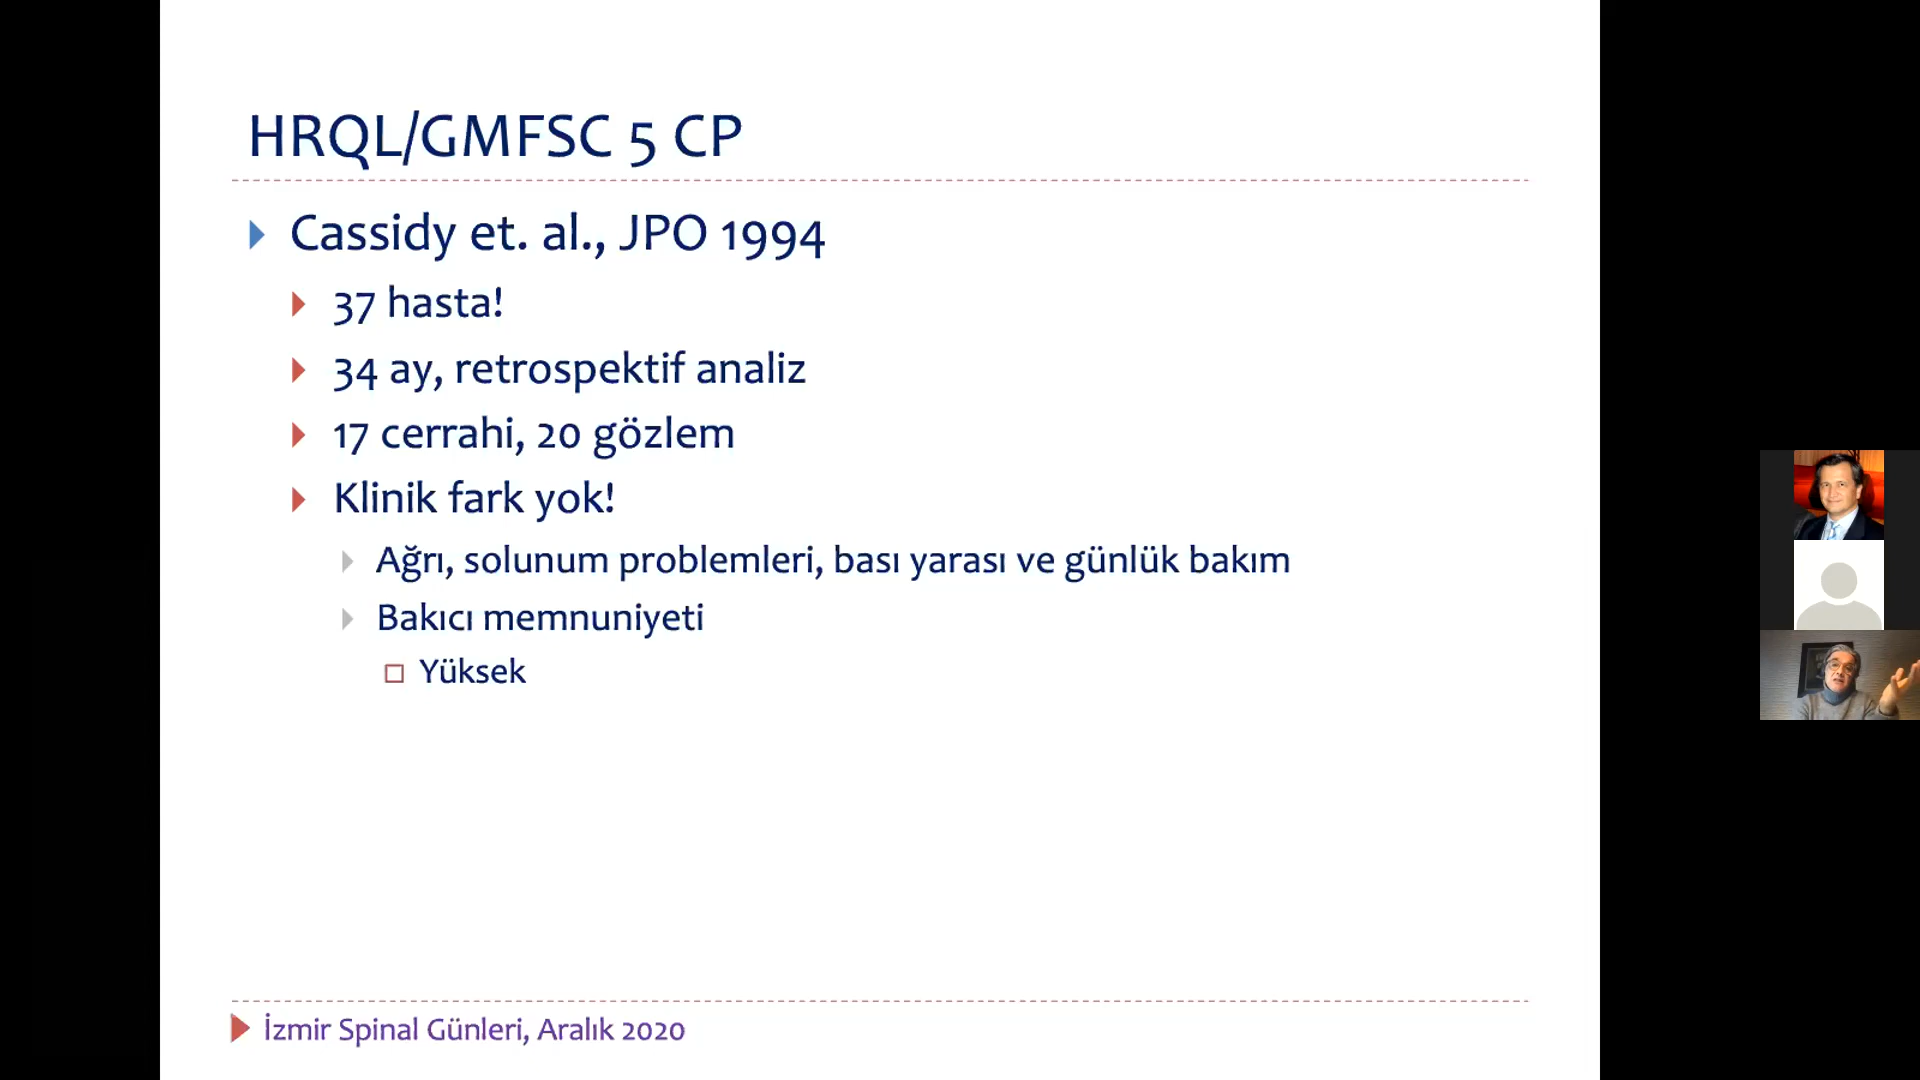 HRQL/GMFSC 5 CP
Cassidy et. al., JPO 1994
37 hasta!
34 ay, retrospektif analiz
17 cerrahi, 20 gözlem
Klinik fark yok!
Ağrı, solunum problemleri, bası yarası ve günlük bakım
Bakıcı memnuniyeti
Yüksek
İzmir Spinal Günleri, Aralık 2020